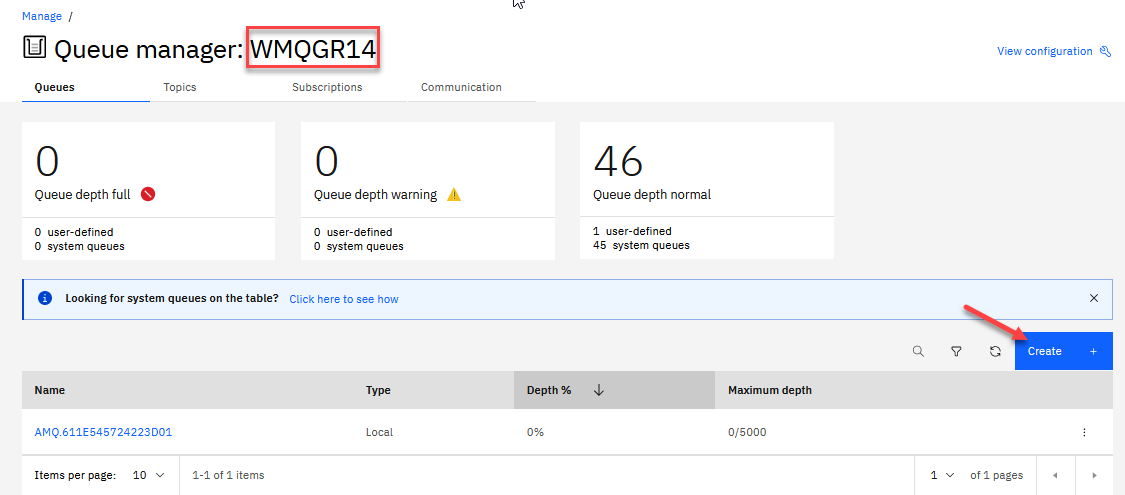 Manage /
Queue manager: WMQGR14
View configuration
Queues Topics Subscriptions Communication
0 0 46
Queue depth full Queue depth warning Queue depth normal
0 user-defined 0 user-defined 1 user-defined
0 system queues 0 system queues 45 system queues
Looking for system queues on the table? Click here to see how
Create +
Name Type Depth % Maximum depth
AMQ.611E545724223D01 Local 0% 0/5000
Items per page: 10 1-1 of 1 items 1 of 1 pages